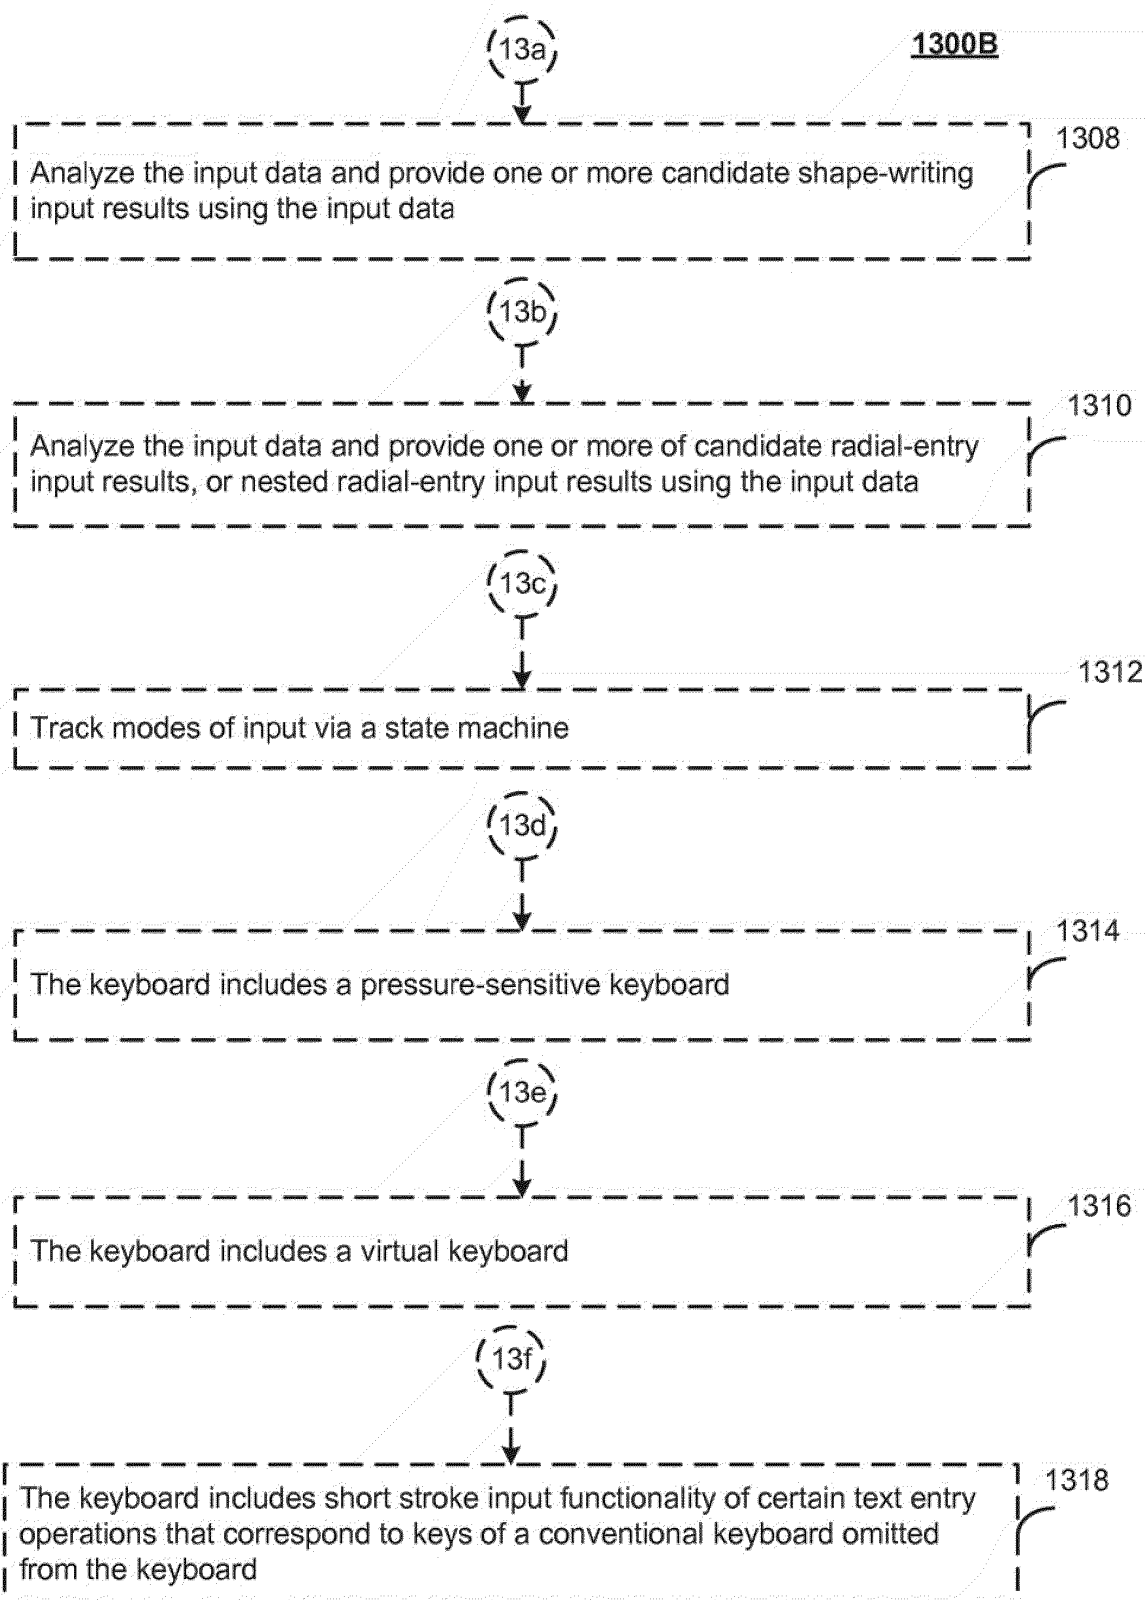 13a
1300B
1308
Analyze the input data and provide one or more candidate shape-writing
input results using the input data
13b
1310
Analyze the input data and provide one or more of candidate radial-entry
input results, or nested radial-entry input results using the input data
13c
1312
Track modes of input via a state machine
13d
1314
The keyboard includes a pressure-sensitive keyboard
13e
1316
The keyboard includes a virtual keyboard
13f
1318
The keyboard includes short stroke input functionality of certain text entry
operations that correspond to keys of a conventional keyboard omitted
from the keyboard